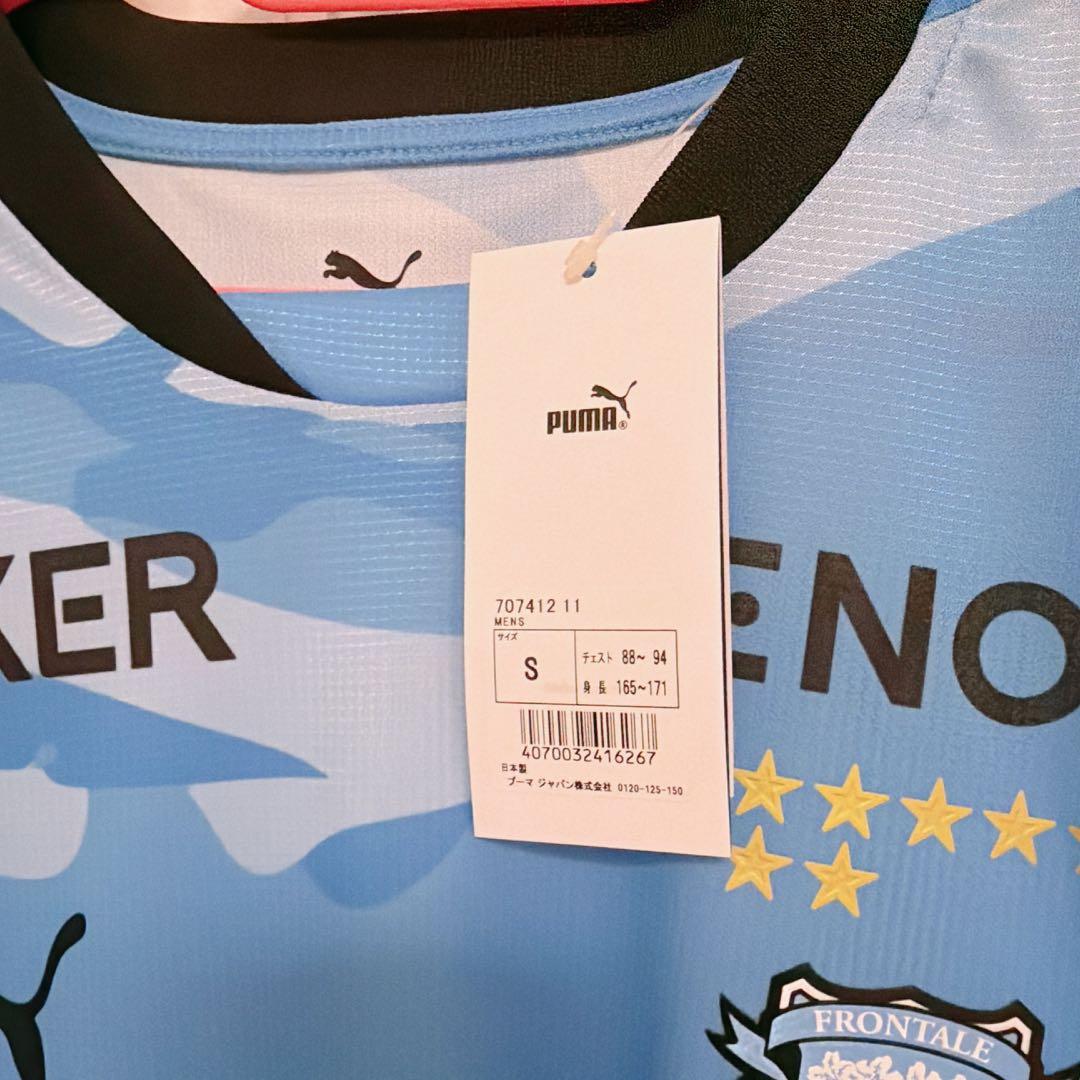 PUMA®
707412 11
MENS
サイズ
S
チェスト 88~ 94
身 長 165~171
4070032416267
日本製
プーマ ジャパン株式会社 0120-125-150
KER
ENO
FRONTALE